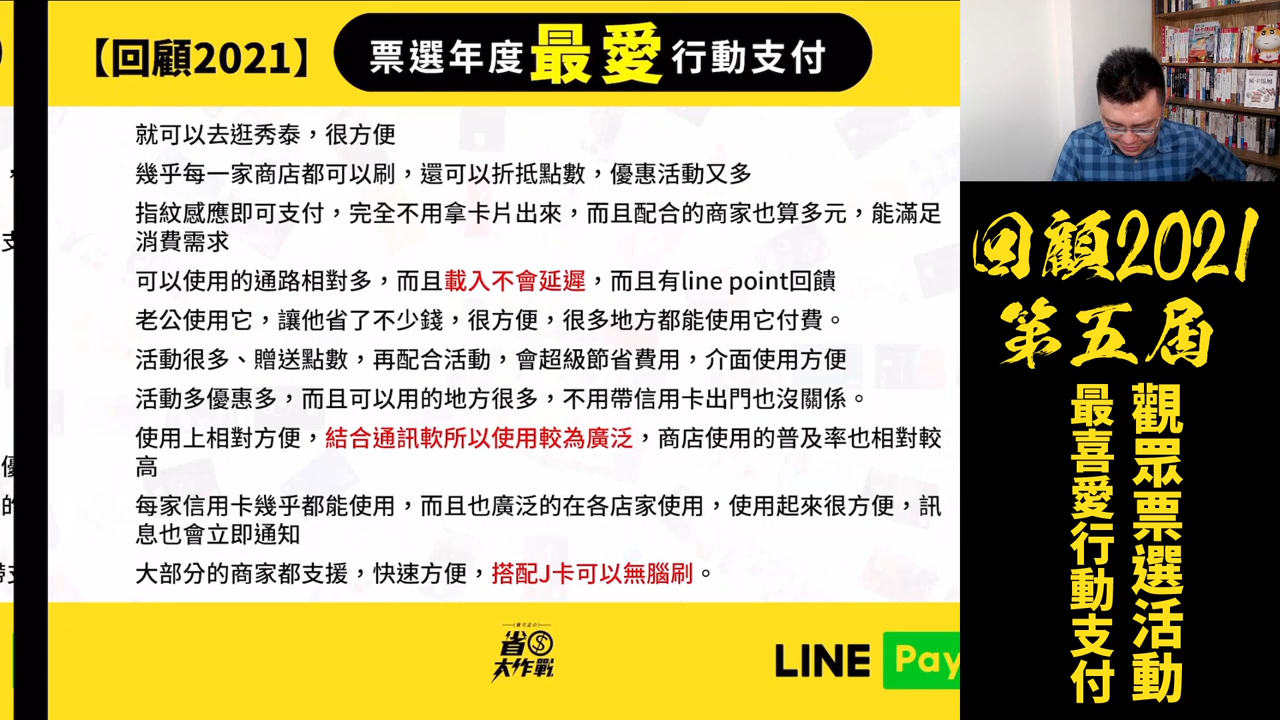 【回顧2021】
票選年度最愛行動支付
就可以去逛秀泰，很方便
幾乎每一家商店都可以刷，還可以折抵點數，優惠活動又多
指紋感應即可支付，完全不用拿卡片出來，而且配合的商家也算多元，能滿足
消費需求
可以使用的通路相對多，而且載入不會延遲，而且有line point回饋
老公使用它，讓他省了不少錢，很方便，很多地方都能使用它付費。
活動很多、贈送點數，再配合活動，會超級節省費用，介面使用方便
活動多優惠多，而且可以用的地方很多，不用帶信用卡出門也沒關係。
使用上相對方便，結合通訊軟所以使用較為廣泛，商店使用的普及率也相對較
高
每家信用卡幾乎都能使用，而且也廣泛的在各店家使用，使用起來很方便，訊
息也會立即通知
大部分的商家都支援，快速方便，搭配J卡可以無腦刷。
省
大作戰
LINE Pay
回顧2021
第五屆
觀眾票選活動
最喜愛行動支付